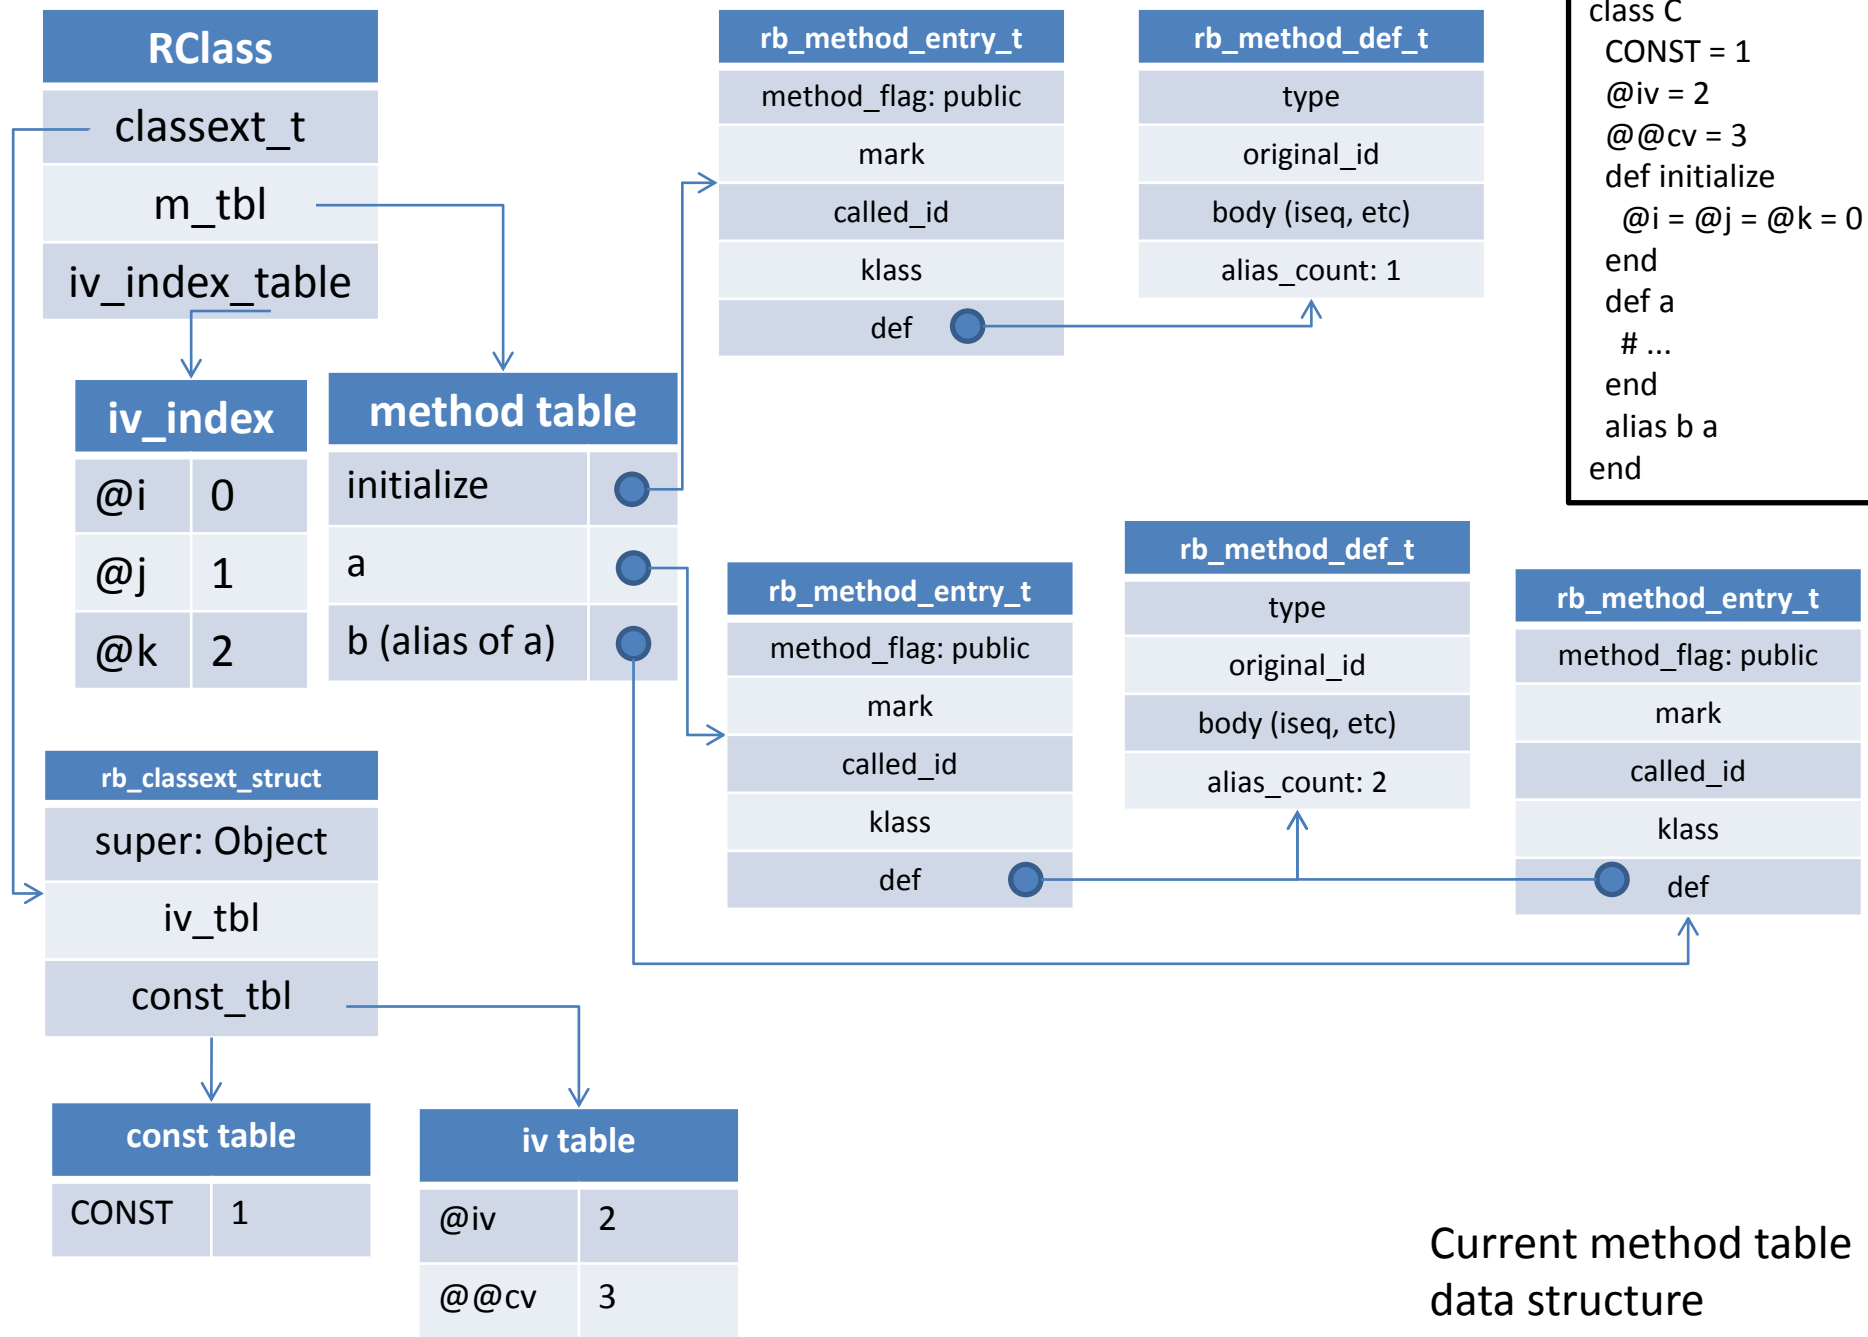 RClass
classext_t
m_tbl
iv_index_table
iv_index
@i 0
@j 1
@k 2
method table
initialize
a
b (alias of a)
rb_classext_struct
super: Object
iv_tbl
const_tbl
const table
CONST 1
iv table
@iv 2
@@cv 3
rb_method_entry_t
method_flag: public
mark
called_id
klass
def
rb_method_def_t
type
original_id
body (iseq, etc)
alias_count: 1
class C
CONST = 1
@iv = 2
@@cv = 3
def initialize
@i = @j = @k = 0
end
def a
# ...
end
alias b a
end
rb_method_entry_t
method_flag: public
mark
called_id
klass
def
rb_method_def_t
type
original_id
body (iseq, etc)
alias_count: 2
rb_method_entry_t
method_flag: public
mark
called_id
klass
def
Current method table
data structure